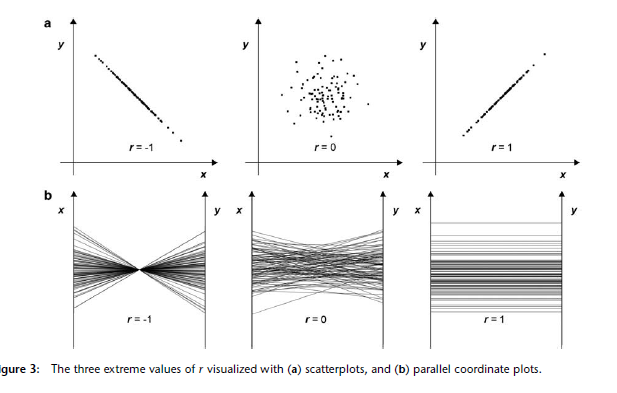 a
y y y
r = -1 r = 0 r = 1
x x x
b
x y x y x y
r = -1 r = 0 r = 1
gure 3: The three extreme values of r visualized with (a) scatterplots, and (b) parallel coordinate plots.